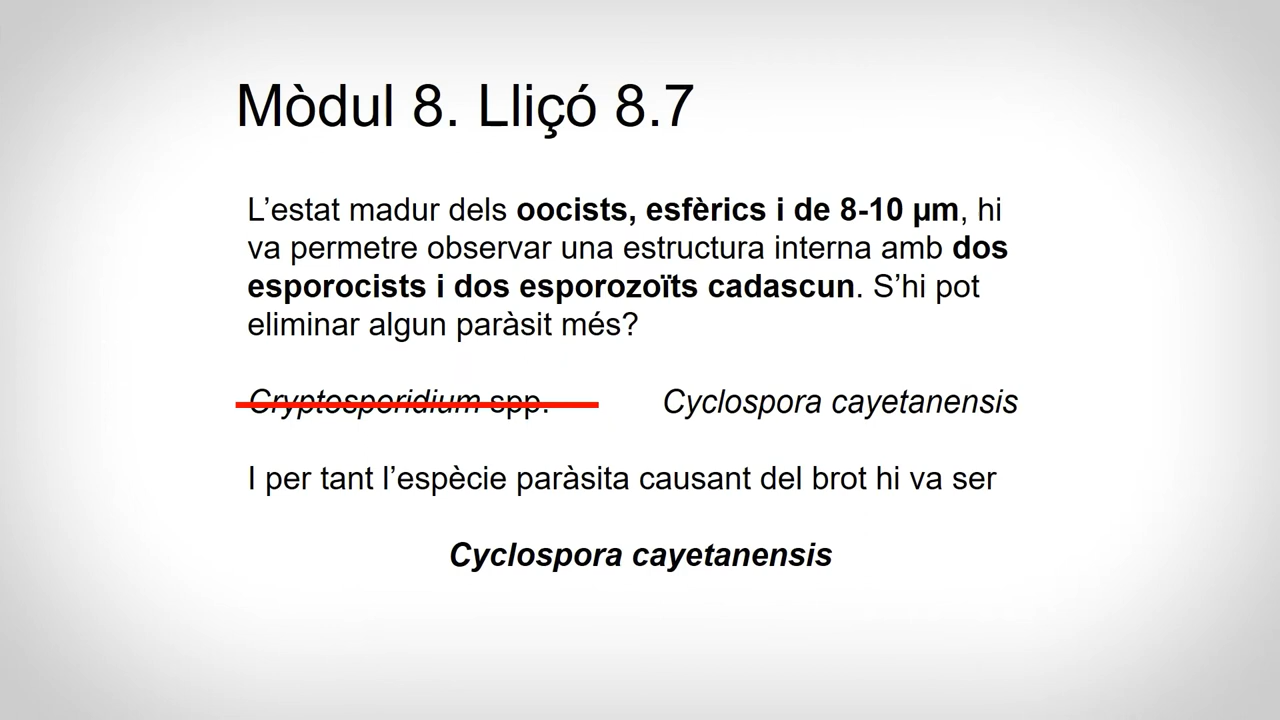 Mòdul 8. Lliçó 8.7
L’estat madur dels oocists, esfèrics i de 8-10 µm, hi
va permetre observar una estructura interna amb dos
esporocists i dos esporozoïts cadascun. S’hi pot
eliminar algun paràsit més?
Cryptosporidium spp. Cyclospora cayetanensis
I per tant l’espècie paràsita causant del brot hi va ser
Cyclospora cayetanensis